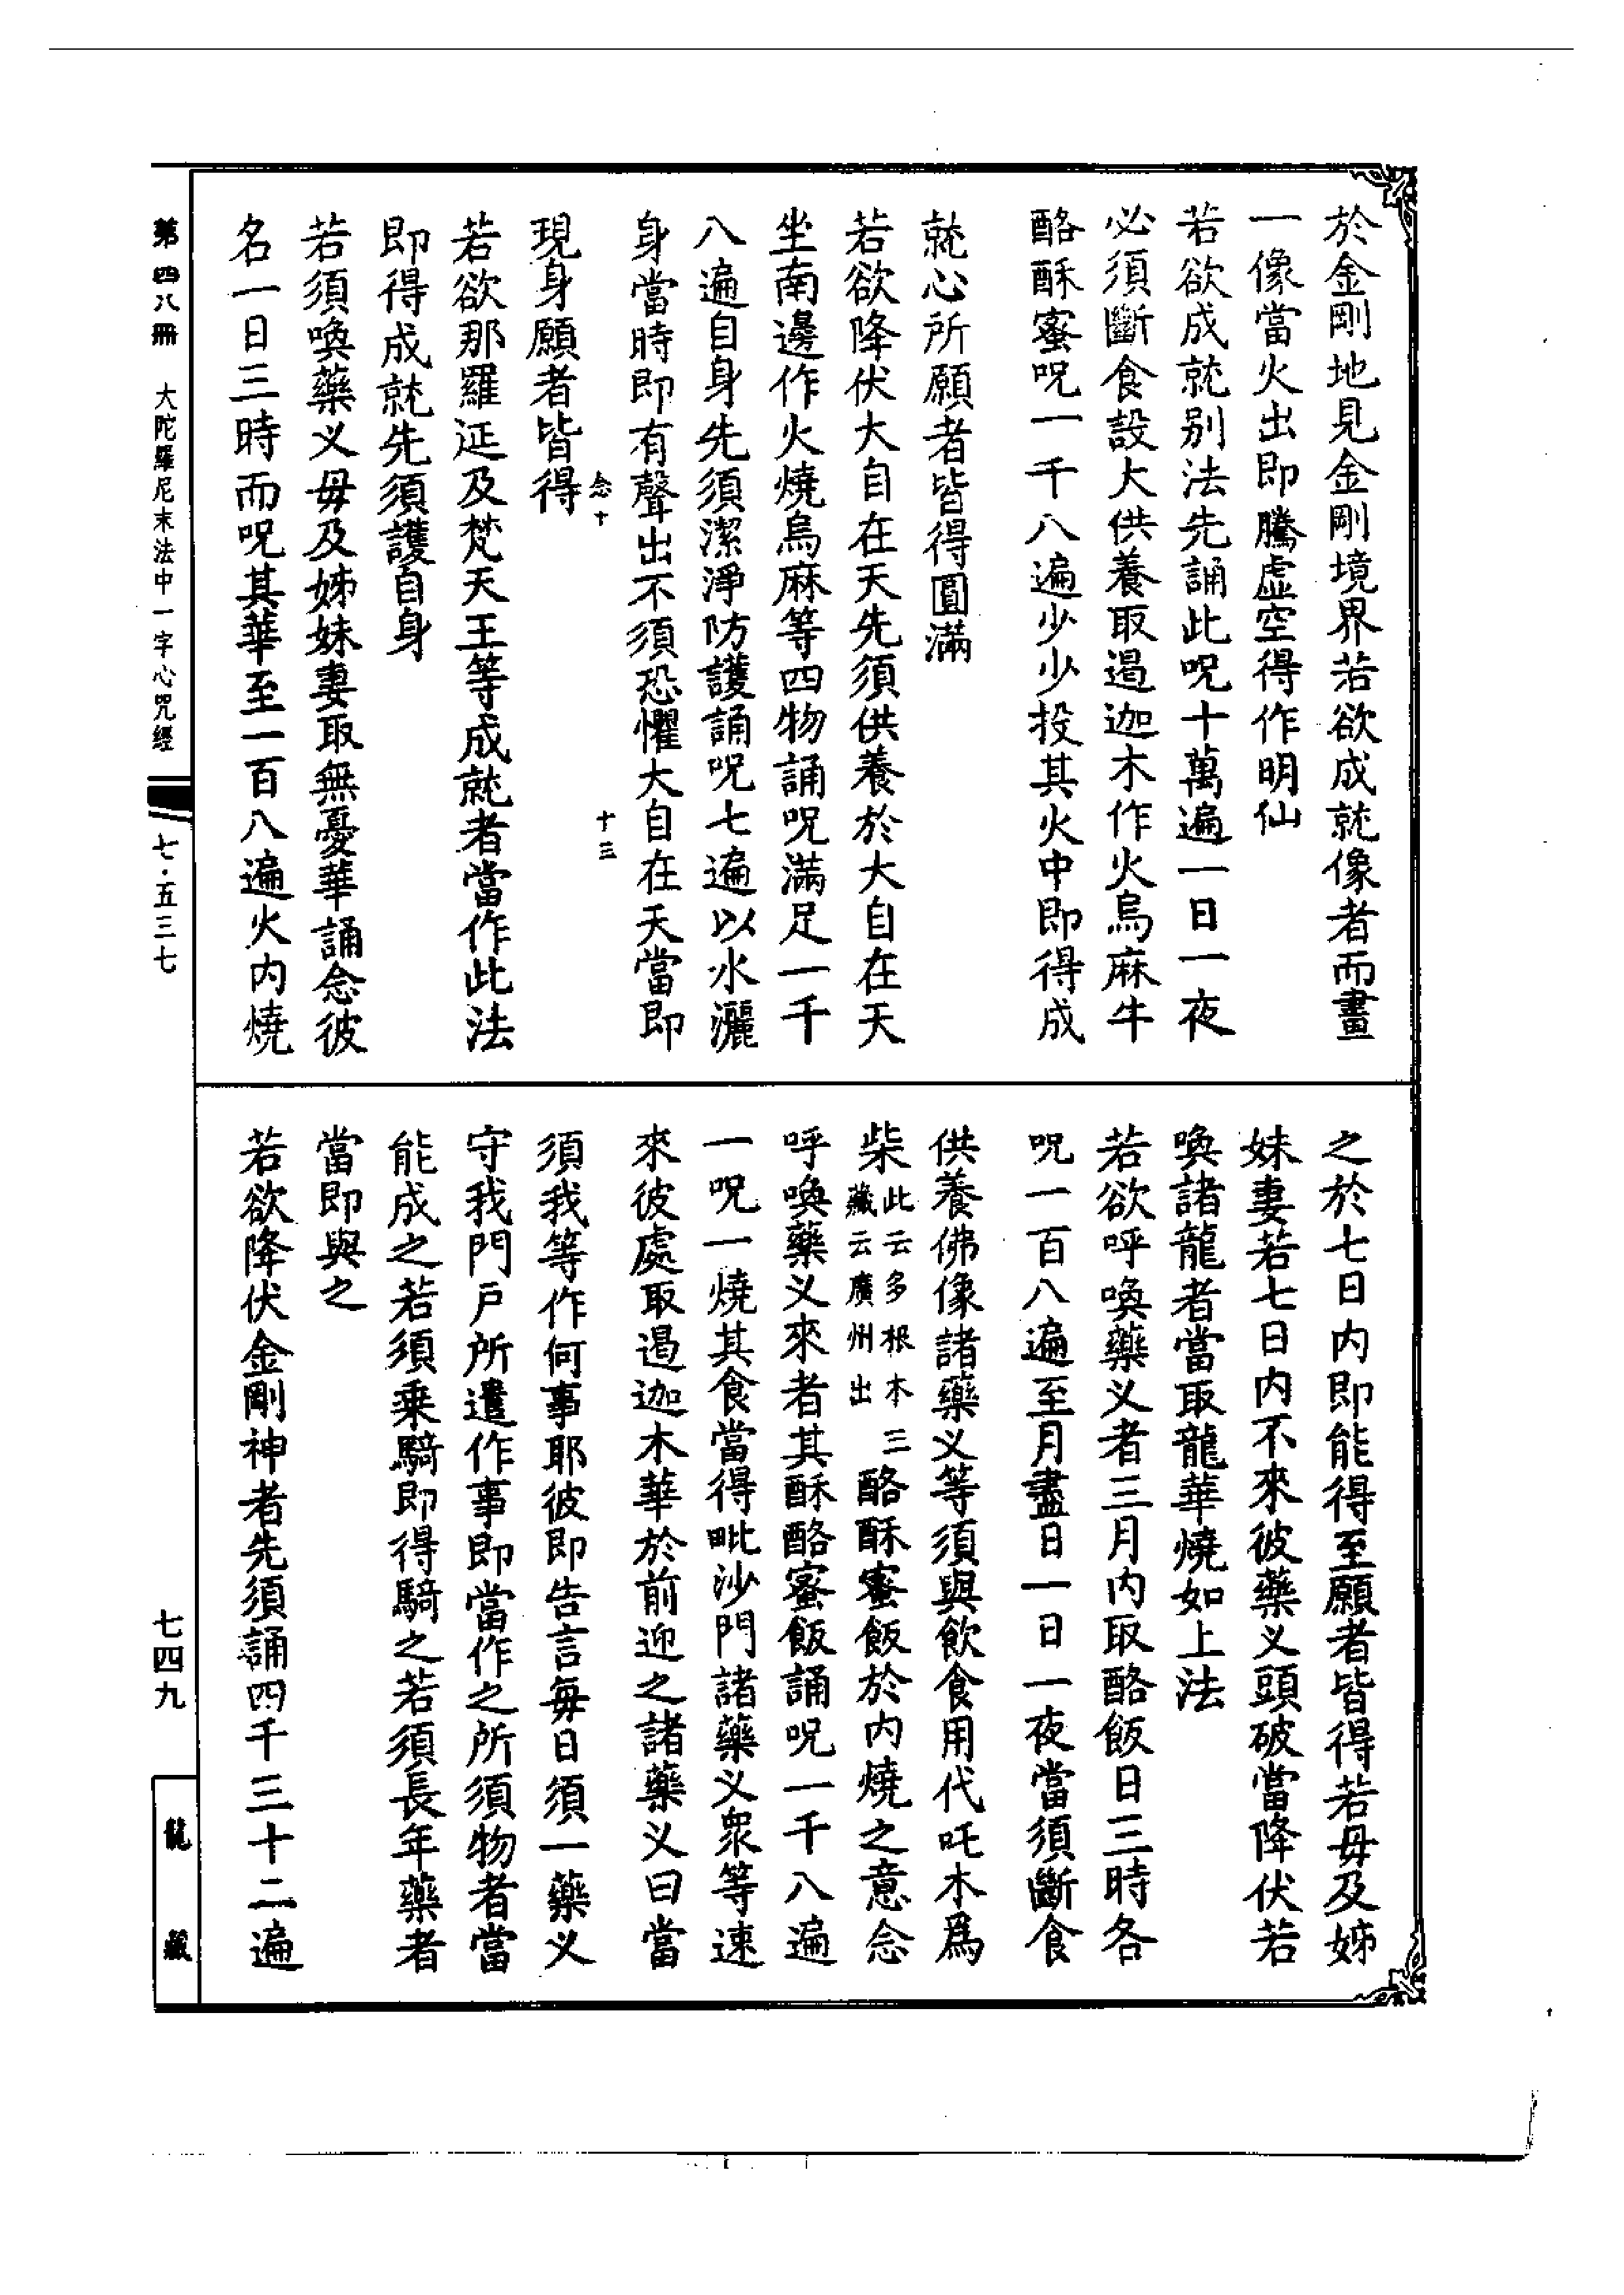 於金剛地見金剛境界若欲成就像者而畫
一像當火出即騰虛空得作明仙
若欲成就別法先誦此呪十萬遍一日一夜
必須斷食設大供養取遏迦木作火烏麻牛
酪酥蜜呪一千八遍少少投其火中即得成
就心所願者皆得圓滿
若欲降伏大自在天先須供養於大自在天
坐南邊作火燒烏麻等四物誦呪滿足一千
八遍自身先須潔淨防護誦呪七遍以水灑
身當時即有聲出不須恐懼大自在天當即
念十 十三
現身願者皆得
若欲那羅延及梵天王等成就者當作此法
即得成就先須護自身
若須喚藥义毋及姊妹妻取無憂華誦念彼
名一日三時而呪其華至一百八遍火內燒
之於七日內即能得至願者皆得若毋及姊
妹妻若七日內不來彼藥义頭破當降伏若
喚諸龍者當取龍華燒如上法
若欲呼喚藥义者三月內取酪飯日三時各
呪一百八遍至月盡日一日一夜當須斷食
供養佛像諸藥义等須與飲食用代吒木為
柴此云多根木三藏云廣州出酪酥蜜飯於內燒之意念
呼喚藥义來者其酥酪蜜飯誦呪一千八遍
一呪一燒其食當得毗沙門諸藥义眾等速
來彼處取遏迦木華於前迎之諸藥义曰當
須我等作何事耶彼即告言每日須一藥义
守我門戶所遣作事即當作之所須物者當
能成之若須乘騎即得騎之若須長年藥者
當即與之
若欲降伏金剛神者先須誦四千三十二遍
第四八冊 大陀羅尼末法中一字心咒經 七·五三七
七四九
龍藏